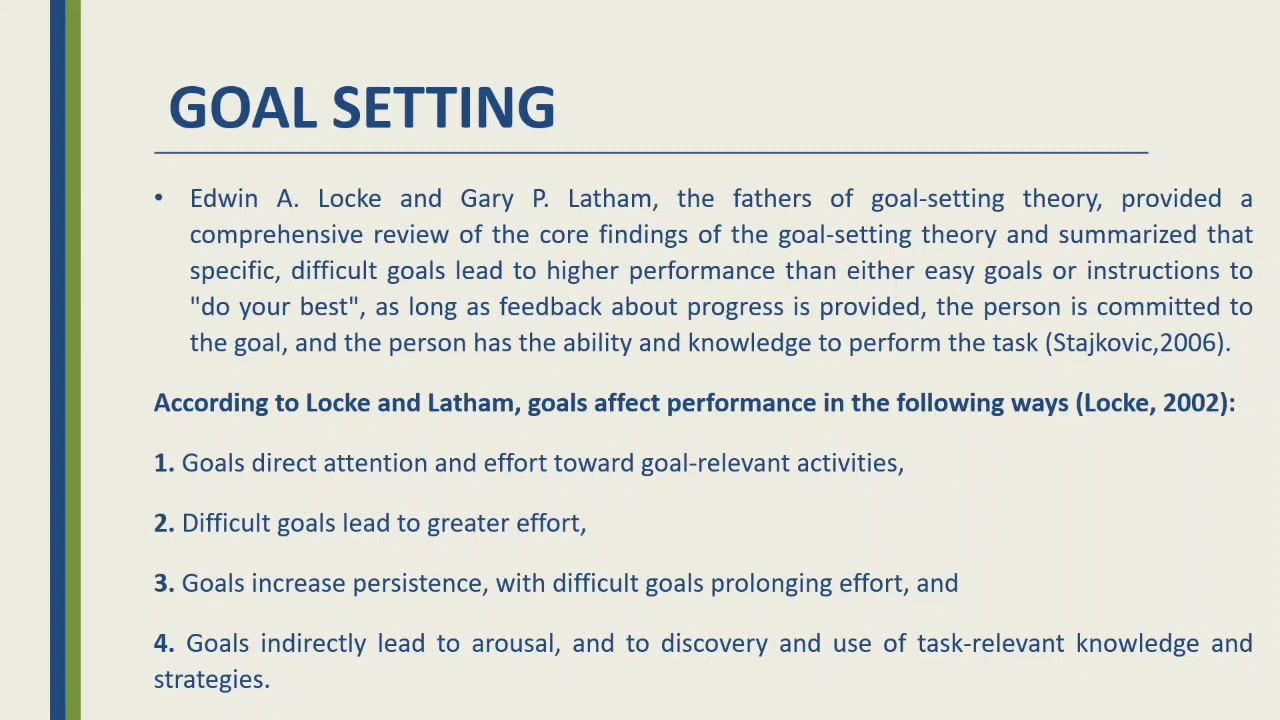 GOAL SETTING
• Edwin A. Locke and Gary P. Latham, the fathers of goal-setting theory, provided a
comprehensive review of the core findings of the goal-setting theory and summarized that
specific, difficult goals lead to higher performance than either easy goals or instructions to
"do your best", as long as feedback about progress is provided, the person is committed to
the goal, and the person has the ability and knowledge to perform the task (Stajkovic,2006).
According to Locke and Latham, goals affect performance in the following ways (Locke, 2002):
1. Goals direct attention and effort toward goal-relevant activities,
2. Difficult goals lead to greater effort,
3. Goals increase persistence, with difficult goals prolonging effort, and
4. Goals indirectly lead to arousal, and to discovery and use of task-relevant knowledge and
strategies.